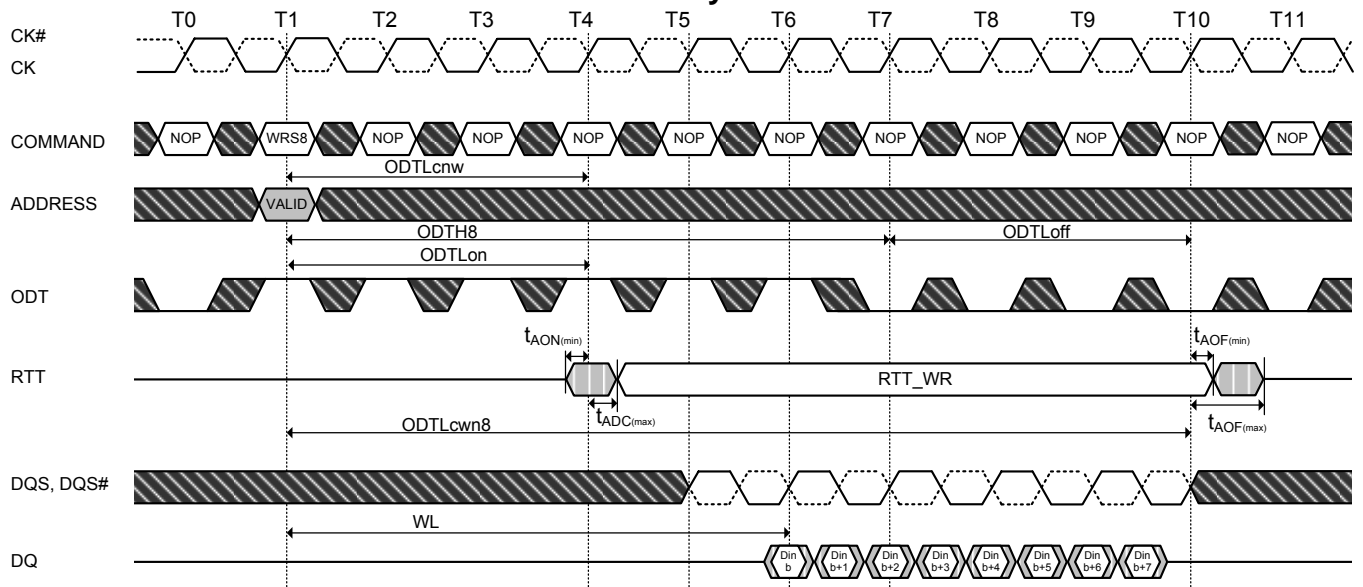 T0 T1 T2 T3 T4 T5 T6 T7 T8 T9 T10 T11
CK#
CK
COMMAND NOP WRS8 NOP NOP NOP NOP NOP NOP NOP NOP NOP NOP
ODTLcnw
ADDRESS VALID
ODTH8 ODTLoff
ODTLon
ODT
tAON(min) tAOF(min)
RTT RTT_WR
tADC(max) tAOF(max)
ODTLcwn8
DQS, DQS#
WL
DQ Din b Din b+1 Din b+2 Din b+3 Din b+4 Din b+5 Din b+6 Din b+7